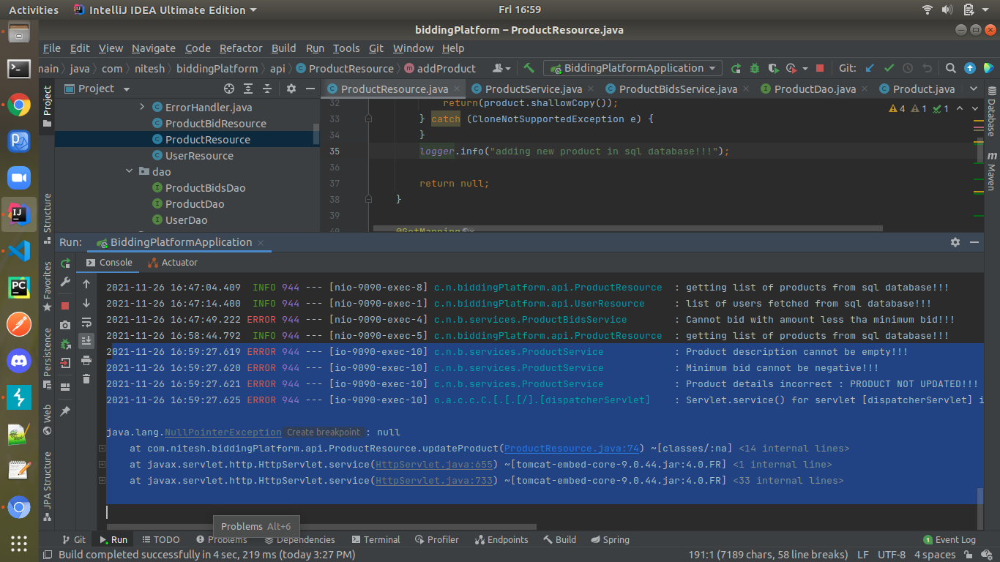 Activities IntelliJ IDEA Ultimate Edition Fri 16:59
biddingPlatform – ProductResource.java
File Edit View Navigate Code Refactor Build Run Tools Git Window Help
main java com nitesh biddingPlatform api ProductResource addProduct BiddingPlatformApplication Git:
Project ProductResource.java ProductService.java ProductBidsService.java ProductDao.java Product.java
Project
Structure
Favorites
Persistence
Web
JPA Structure
Database
Maven
ErrorHandler.java
ProductBidResource
ProductResource
UserResource
dao
ProductBidsDao
ProductDao
UserDao
4 1 1
32 return(product.shallowCopy());
33 } catch (CloneNotSupportedException e) {
34 }
35 logger.info("adding new product in sql database!!!");
36
37 return null;
38 }
39
40 @GetMapping
Run: BiddingPlatformApplication
Console Actuator
2021-11-26 16:47:04.409 INFO 944 --- [nio-9090-exec-8] c.n.biddingPlatform.api.ProductResource : getting list of products from sql database!!!
2021-11-26 16:47:14.400 INFO 944 --- [nio-9090-exec-1] c.n.biddingPlatform.api.UserResource : list of users fetched from sql database!!!
2021-11-26 16:47:49.222 ERROR 944 --- [nio-9090-exec-4] c.n.b.services.ProductBidsService : Cannot bid with amount less tha minimum bid!!!
2021-11-26 16:58:44.792 INFO 944 --- [nio-9090-exec-5] c.n.biddingPlatform.api.ProductResource : getting list of products from sql database!!!
2021-11-26 16:59:27.619 ERROR 944 --- [io-9090-exec-10] c.n.b.services.ProductService : Product description cannot be empty!!!
2021-11-26 16:59:27.620 ERROR 944 --- [io-9090-exec-10] c.n.b.services.ProductService : Minimum bid cannot be negative!!!
2021-11-26 16:59:27.621 ERROR 944 --- [io-9090-exec-10] c.n.b.services.ProductService : Product details incorrect : PRODUCT NOT UPDATED!!!
2021-11-26 16:59:27.625 ERROR 944 --- [io-9090-exec-10] o.a.c.c.C.[.[.[/].[dispatcherServlet] : Servlet.service() for servlet [dispatcherServlet] i
java.lang.NullPointerException Create breakpoint : null
at com.nitesh.biddingPlatform.api.ProductResource.updateProduct(ProductResource.java:74) ~[classes/:na] <14 internal lines>
at javax.servlet.http.HttpServlet.service(HttpServlet.java:655) ~[tomcat-embed-core-9.0.44.jar:4.0.FR] <1 internal line>
at javax.servlet.http.HttpServlet.service(HttpServlet.java:733) ~[tomcat-embed-core-9.0.44.jar:4.0.FR] <33 internal lines>
Problems Alt+6
Git Run TODO Problems Dependencies Terminal Profiler Endpoints Build Spring 1 Event Log
Build completed successfully in 4 sec, 219 ms (today 3:27 PM) 191:1 (7189 chars, 58 line breaks) LF UTF-8 4 spaces